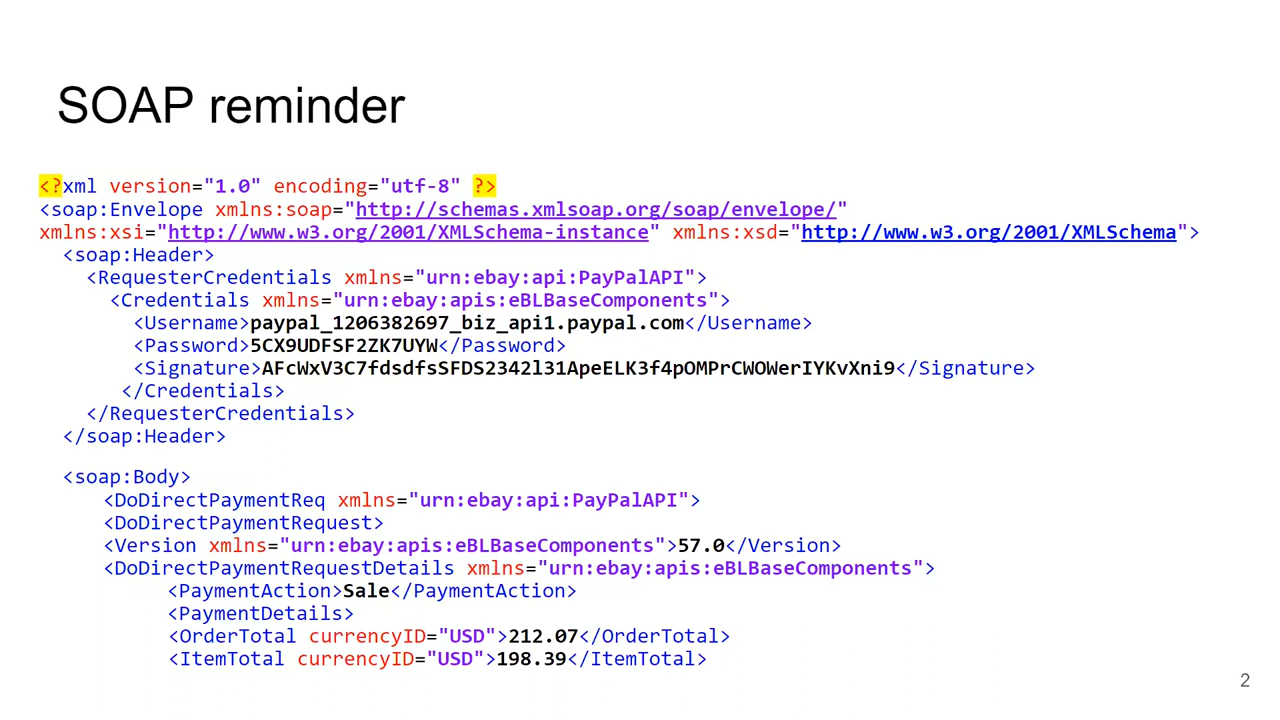 SOAP reminder
<?xml version="1.0" encoding="utf-8" ?>
<soap:Envelope xmlns:soap="http://schemas.xmlsoap.org/soap/envelope/"
xmlns:xsi="http://www.w3.org/2001/XMLSchema-instance" xmlns:xsd="http://www.w3.org/2001/XMLSchema">
<soap:Header>
<RequesterCredentials xmlns="urn:ebay:api:PayPalAPI">
<Credentials xmlns="urn:ebay:apis:eBLBaseComponents">
<Username>paypal_1206382697_biz_api1.paypal.com</Username>
<Password>5CX9UDFSF2ZK7UYW</Password>
<Signature>AFcWxV3C7fdsdfsSFDS2342l31ApeELK3f4pOMPrCWOWerIYKvXni9</Signature>
</Credentials>
</RequesterCredentials>
</soap:Header>
<soap:Body>
<DoDirectPaymentReq xmlns="urn:ebay:api:PayPalAPI">
<DoDirectPaymentRequest>
<Version xmlns="urn:ebay:apis:eBLBaseComponents">57.0</Version>
<DoDirectPaymentRequestDetails xmlns="urn:ebay:apis:eBLBaseComponents">
<PaymentAction>Sale</PaymentAction>
<PaymentDetails>
<OrderTotal currencyID="USD">212.07</OrderTotal>
<ItemTotal currencyID="USD">198.39</ItemTotal>
2